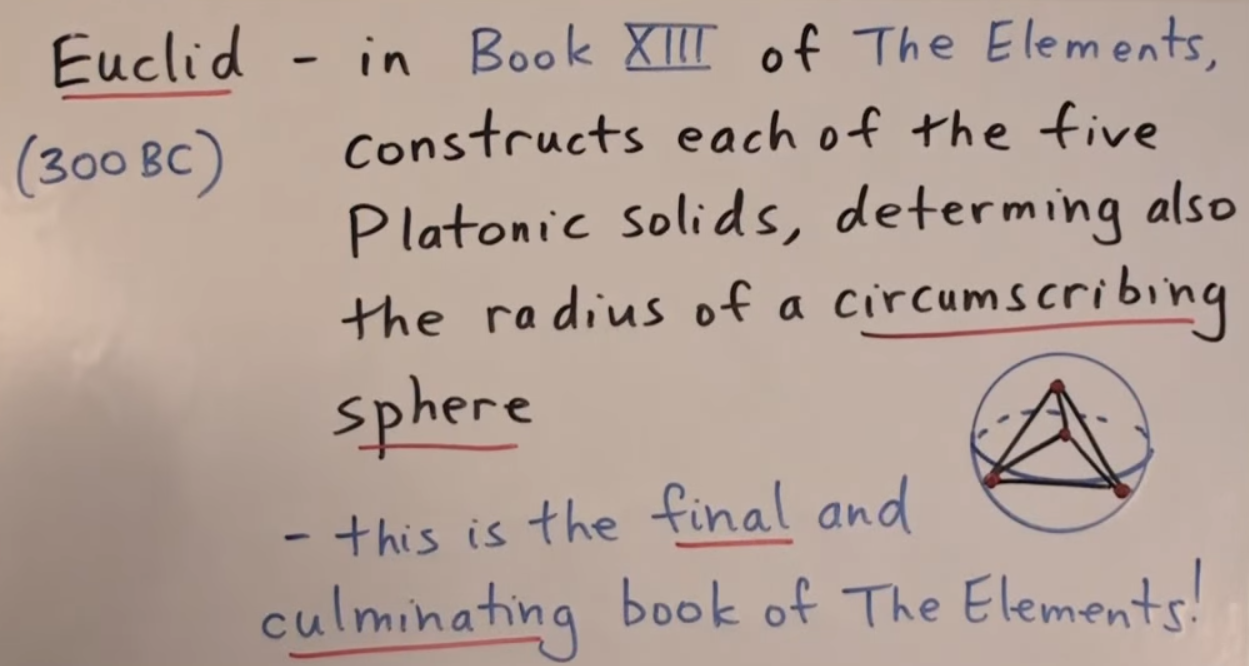 Euclid - in Book XIII of The Elements,
(300 BC) constructs each of the five
Platonic solids, determing also
the radius of a circumscribing
sphere
- this is the final and
culminating book of The Elements!